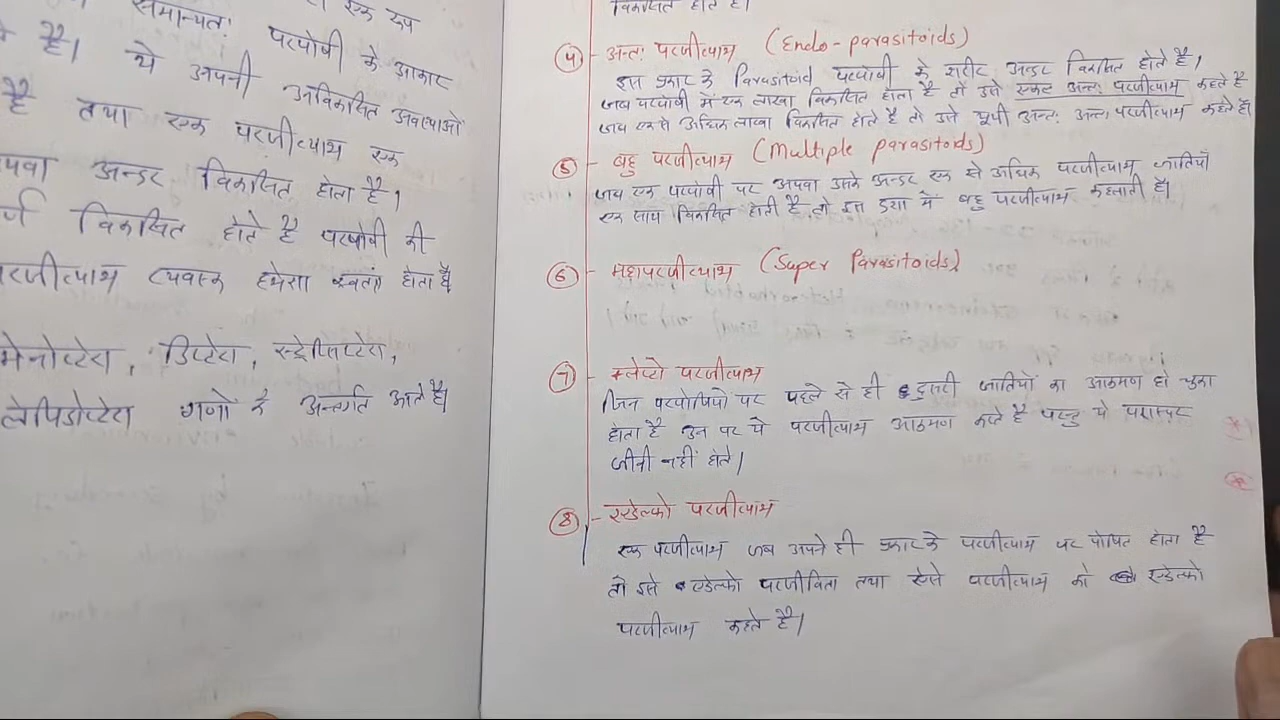 समान्यतः परपोषी के आकार
है। ये अपनी अविकसित अवस्थाओं
है तथा एक परजीव्याभ एक
अथवा अन्डर विकसित होता है।
विकसित होते है परपोषी की
परजीव्याभ व्यवस्क हमेशा स्वतां होता है
डिप्टेरा, स्ट्रेप्सिप्टेरा,
लेपिडोप्टेरा गणों के अन्तर्गत आते है।
विकसित होते है।
④ - अन्तः परजीव्याभ (Endo-parasitoids)
इस प्रकार के Parasitoid परपोषी के शरीर अन्डर विकसित होते है।
जब परपोषी में एक लारवा विकसित होता है तो उसे एकल अन्तः परजीव्याभ कहते है
जब एक से अधिक लारवा विकसित होते है तो उसे यूथी अन्तः परजीव्याभ कहते है।
⑤ - बहु परजीव्याभ (Multiple parasitoids)
जब एक परपोषी पर अथवा उसके अन्डर एक से अधिक परजीव्याभ जातियाँ
एक साथ विकसित होती है, तो इस दशा में बहु परजीव्याभ कहलाती है।
⑥ - महापरजीव्याभ (Super Parasitoids)
⑦ - क्लेप्टो परजीव्याभ
जिन परपोषियों पर पहले से ही दुसरी जातियों का आक्रमण हो चुका
होता है उन पर ये परजीव्याभ आक्रमण करते है परन्तु ये परास्पर
जीवी नहीं होते।
⑧ - एडेल्फो परजीव्याभ
एक परजीव्याभ जब अपने ही प्रकार के परजीव्याभ पर पोषित होता है
तो इसे एडेल्फो परजीविता तथा ऐसे परजीव्याभ को एडेल्फो
परजीव्याभ कहते है।